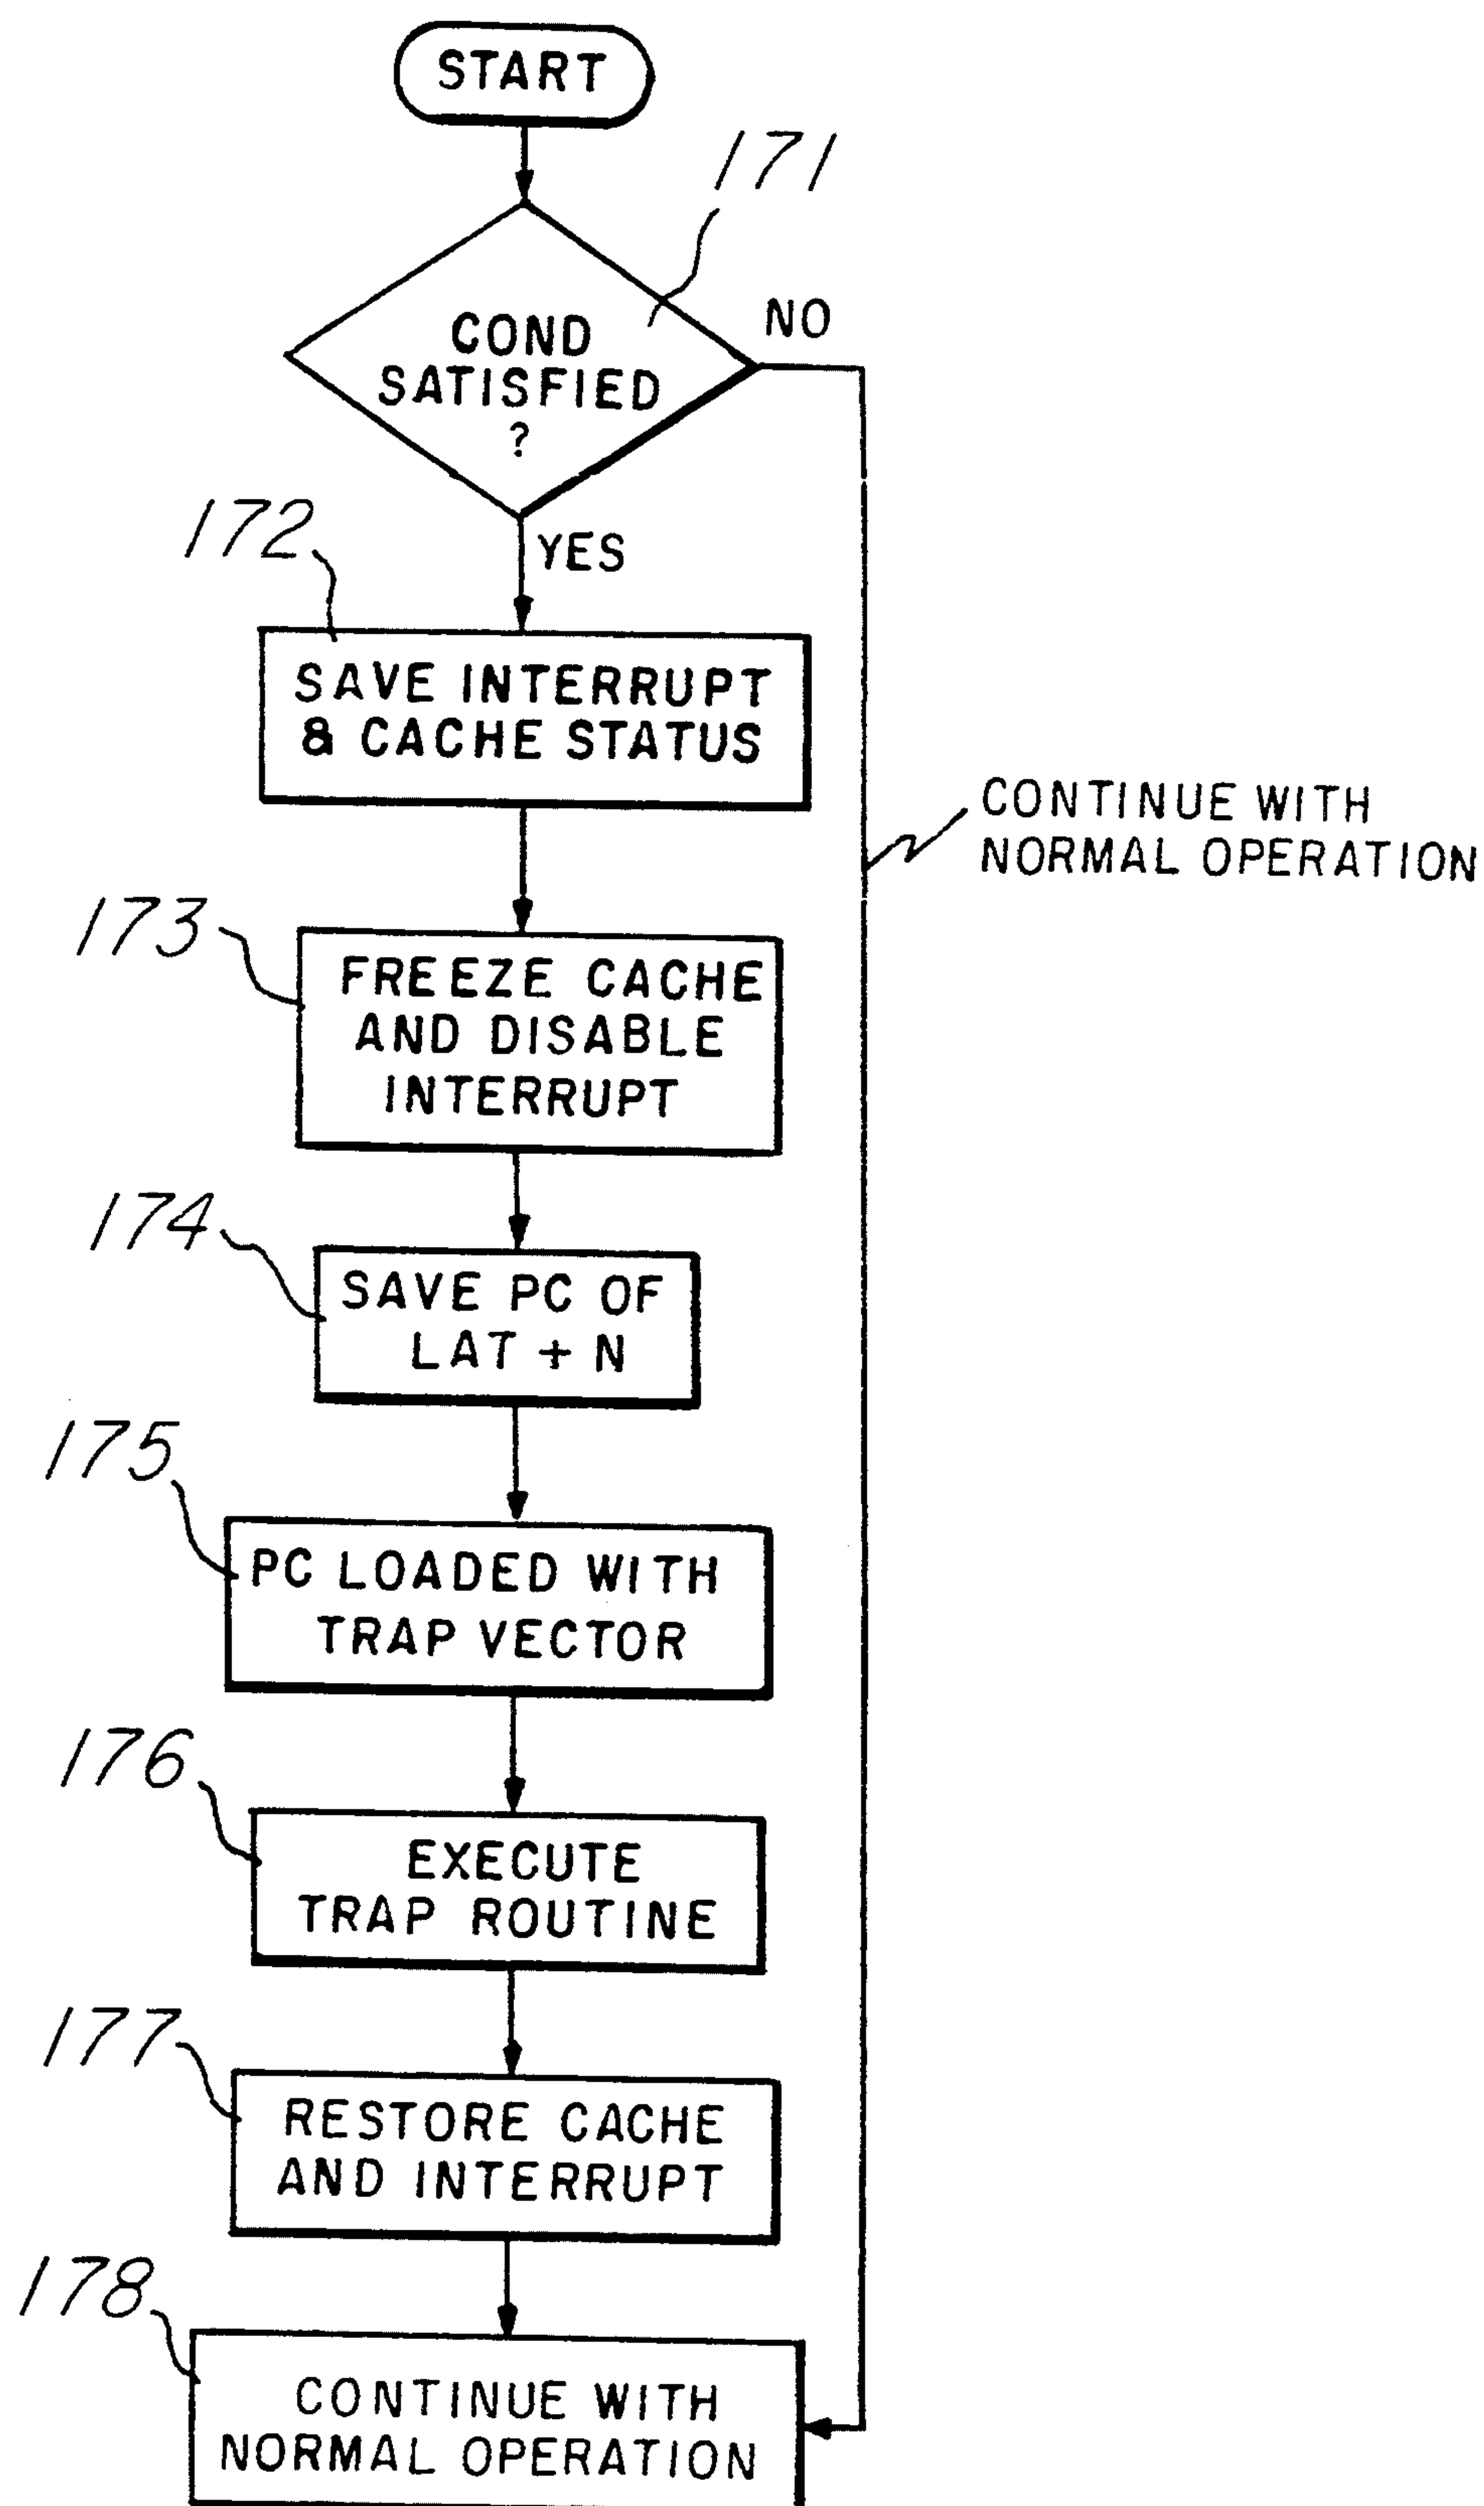 START
171
COND
SATISFIED
?
NO
YES
172
SAVE INTERRUPT
& CACHE STATUS
CONTINUE WITH
NORMAL OPERATION
173
FREEZE CACHE
AND DISABLE
INTERRUPT
174
SAVE PC OF
LAT + N
175
PC LOADED WITH
TRAP VECTOR
176
EXECUTE
TRAP ROUTINE
177
RESTORE CACHE
AND INTERRUPT
178
CONTINUE WITH
NORMAL OPERATION